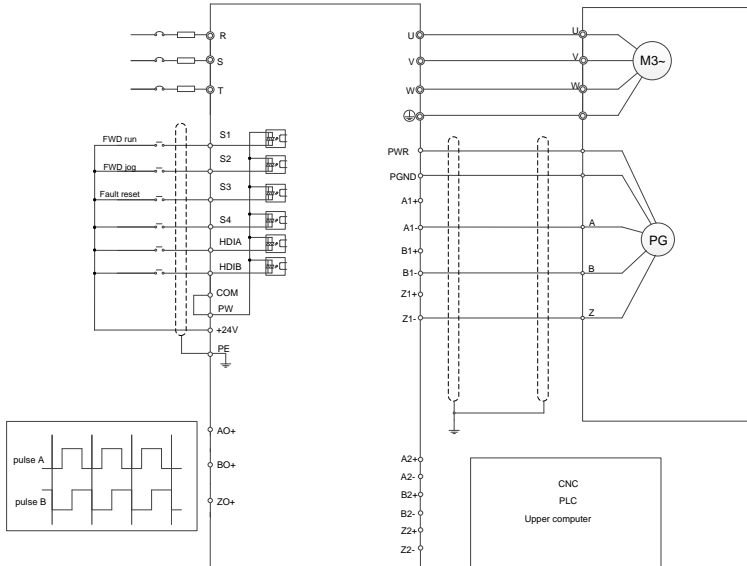 R
S
T
FWD run
S1
FWD jog
S2
Fault reset
S3
S4
HDIA
HDIB
COM
PW
+24V
PE
U
V
W
U
V
W
M3~
PWR
PGND
A1+
A1-
B1+
B1-
Z1+
Z1-
A
B
Z
PG
pulse A
pulse B
AO+
BO+
ZO+
A2+
A2-
B2+
B2-
Z2+
Z2-
CNC
PLC
Upper computer